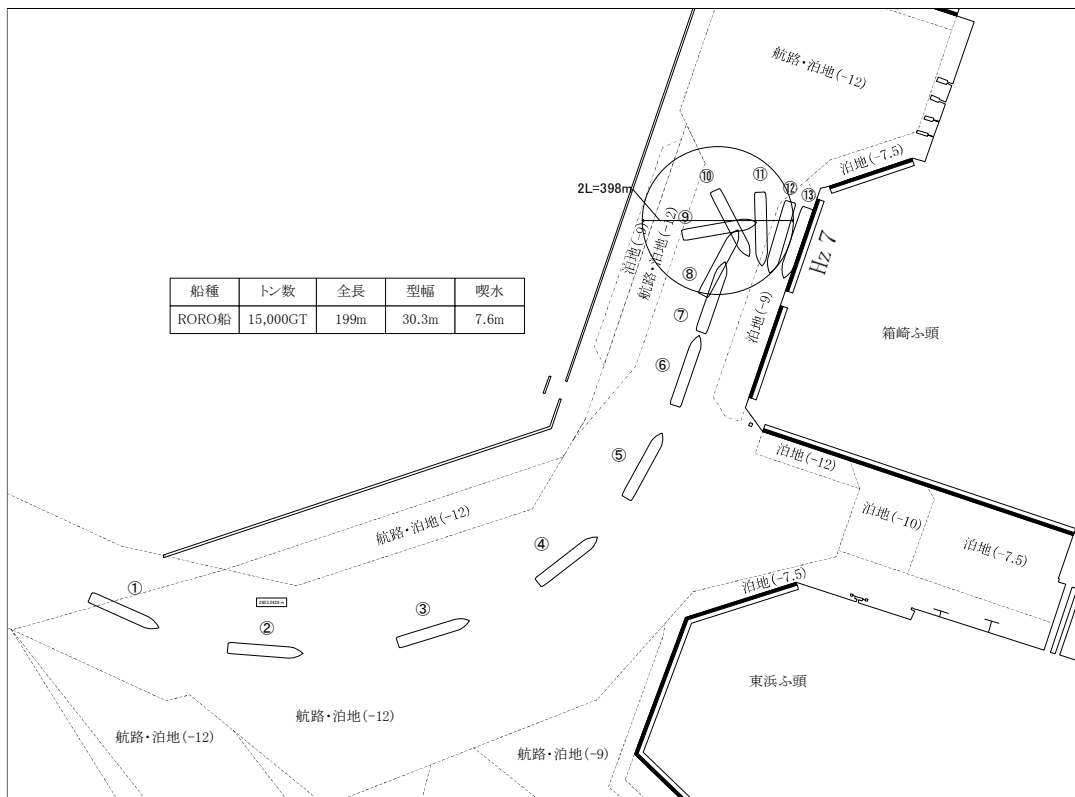 航路・泊地(-12)
泊地(-7.5)
⑩
⑪
⑫
⑬
2L=398m
⑨
Hz 7
泊地(-9)
航路・泊地(-12)
⑧
⑦
泊地(-9)
箱崎ふ頭
船種 トン数 全長 型幅 喫水
RORO船 15,000GT 199m 30.3m 7.6m
⑥
⑤
泊地(-12)
泊地(-10)
泊地(-7.5)
航路・泊地(-12)
④
泊地(-7.5)
①
③
②
東浜ふ頭
航路・泊地(-12)
航路・泊地(-12)
航路・泊地(-9)